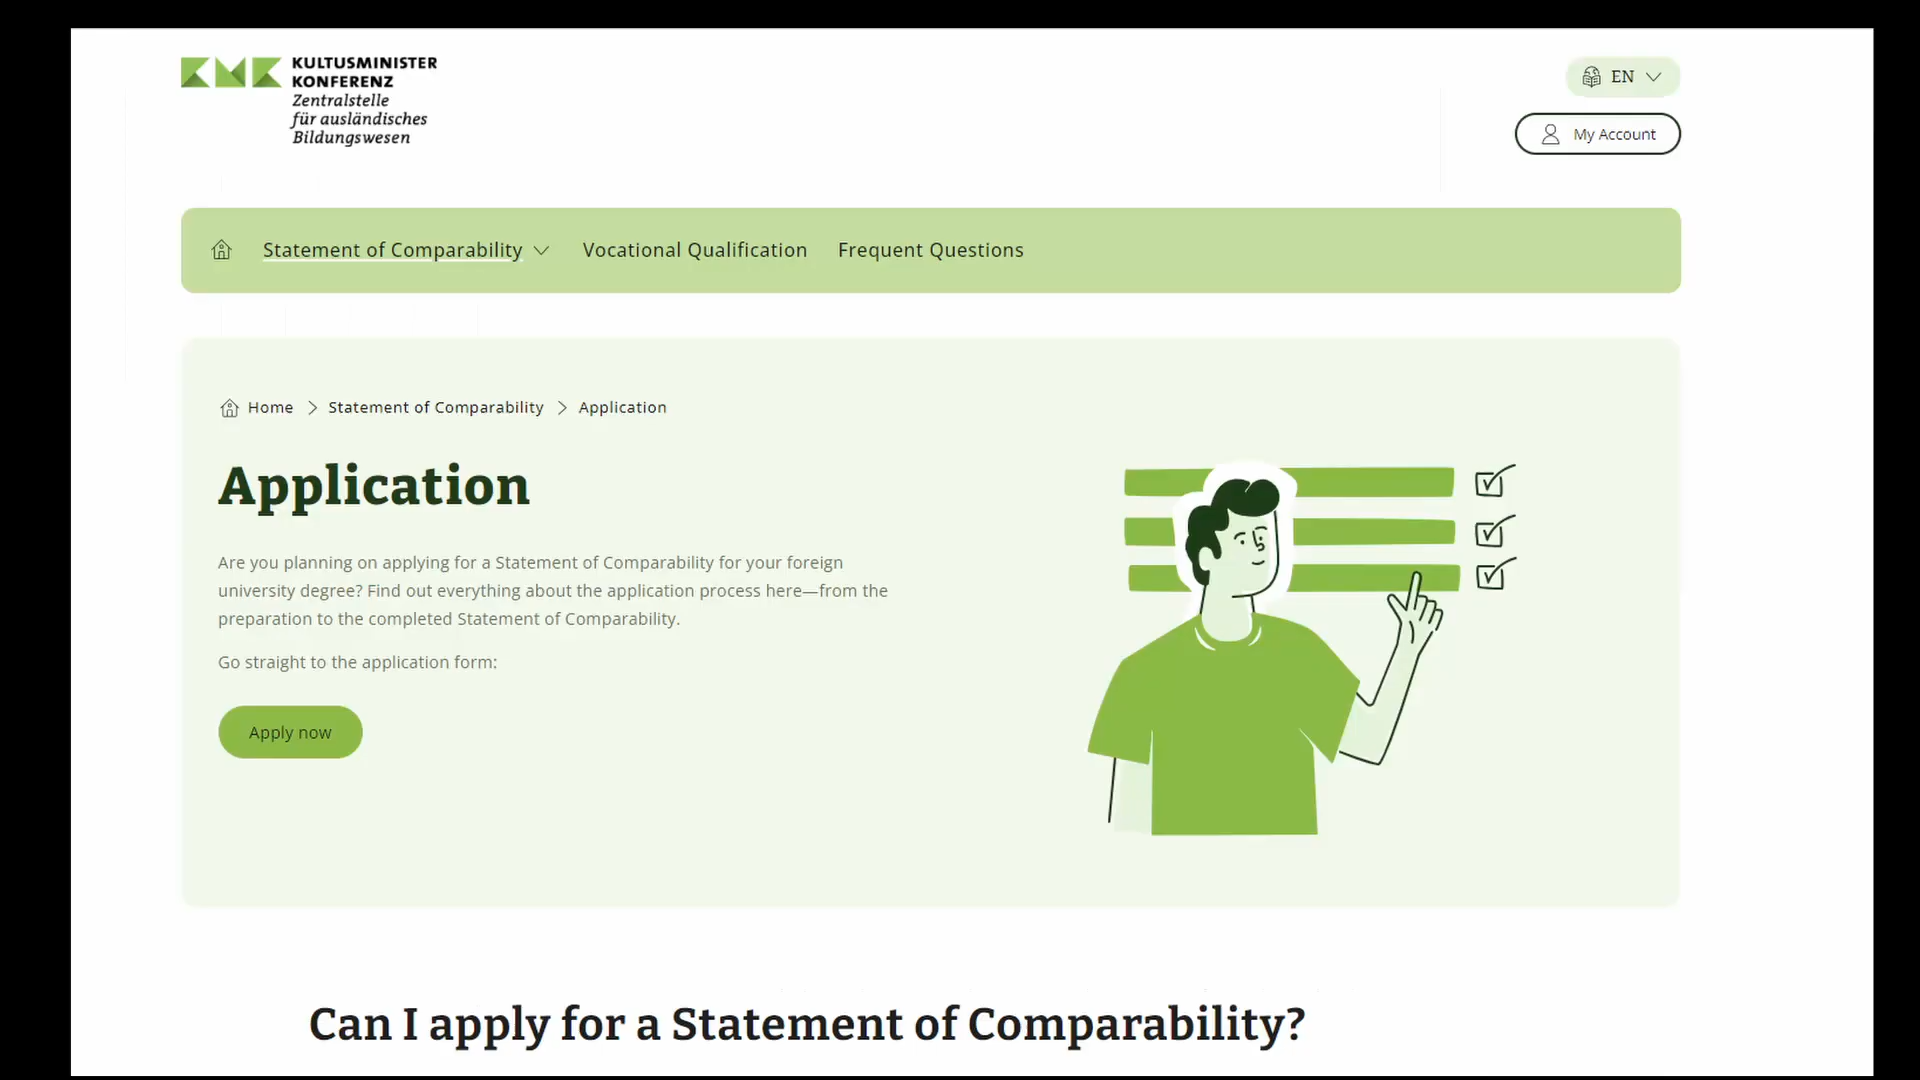 KMK KULTUSMINISTER
KONFERENZ
Zentralstelle
für ausländisches
Bildungswesen
EN
My Account
Statement of Comparability
Vocational Qualification
Frequent Questions
Home > Statement of Comparability > Application
Application
Are you planning on applying for a Statement of Comparability for your foreign
university degree? Find out everything about the application process here—from the
preparation to the completed Statement of Comparability.
Go straight to the application form:
Apply now
Can I apply for a Statement of Comparability?